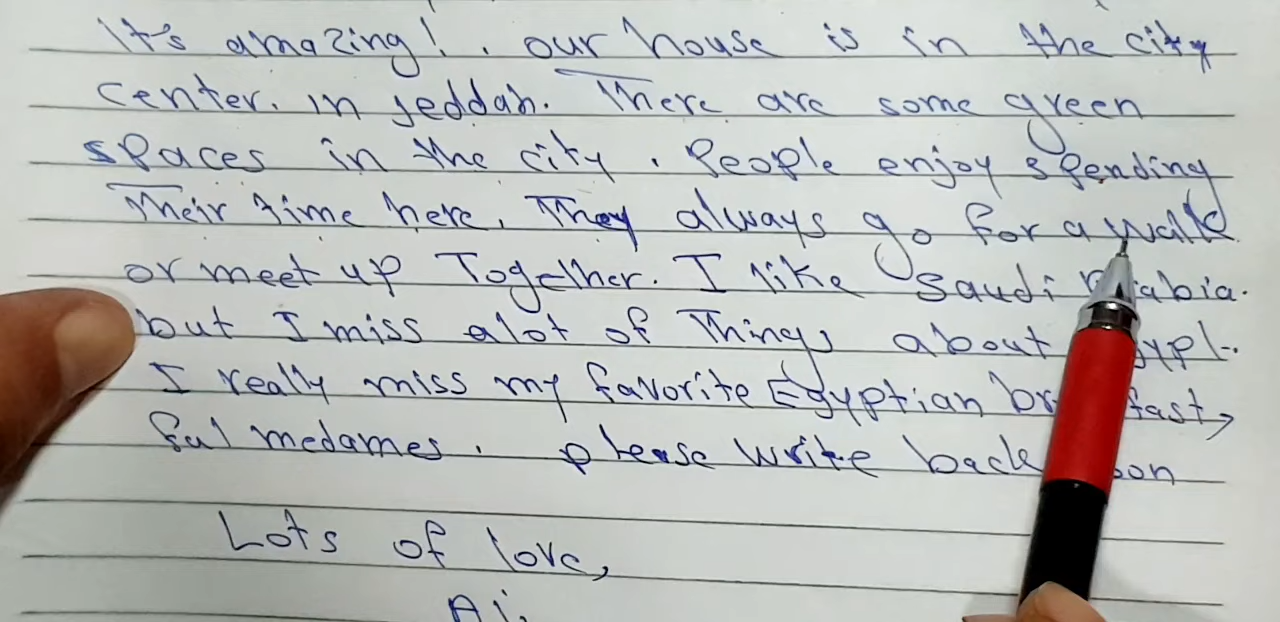 It's amazing!. our house is in the city
center. in jeddah. There are some green
spaces in the city. People enjoy spending
Their time here. They always go for a walk
or meet up Together. I like Saudi
but I miss alot of Things about
I really miss my favorite Egyptian
ful medames. please write back
Lots of love,